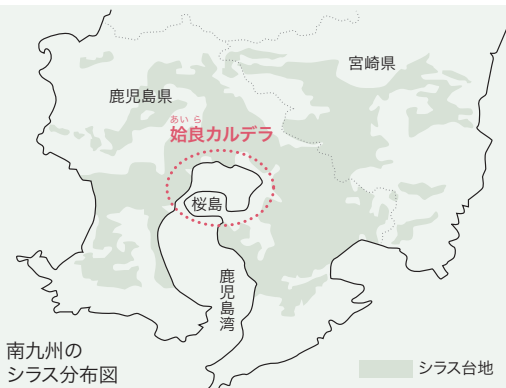 宮崎県
鹿児島県
あいら
姶良カルデラ
桜島
鹿児島湾
南九州の
シラス分布図
シラス台地